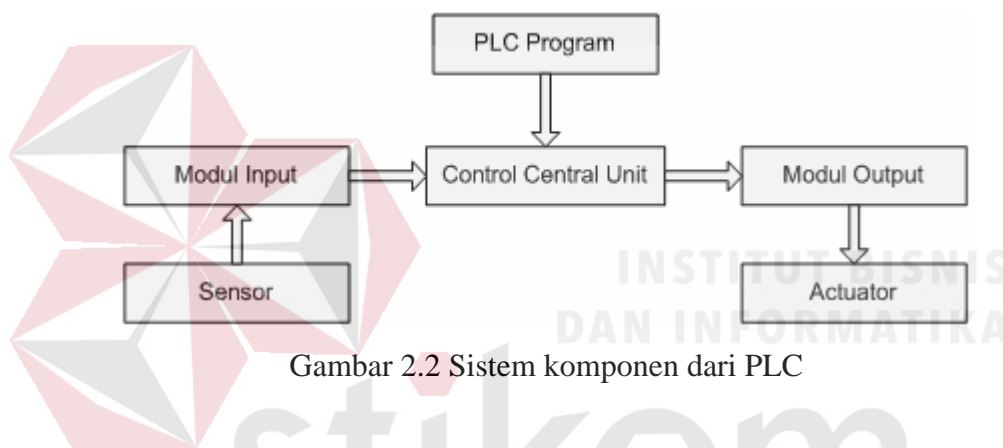 PLC Program
Modul Input
Control Central Unit
Modul Output
Sensor
Actuator
INSTITUT BISNIS
DAN INFORMATIKA
Gambar 2.2 Sistem komponen dari PLC
stikom